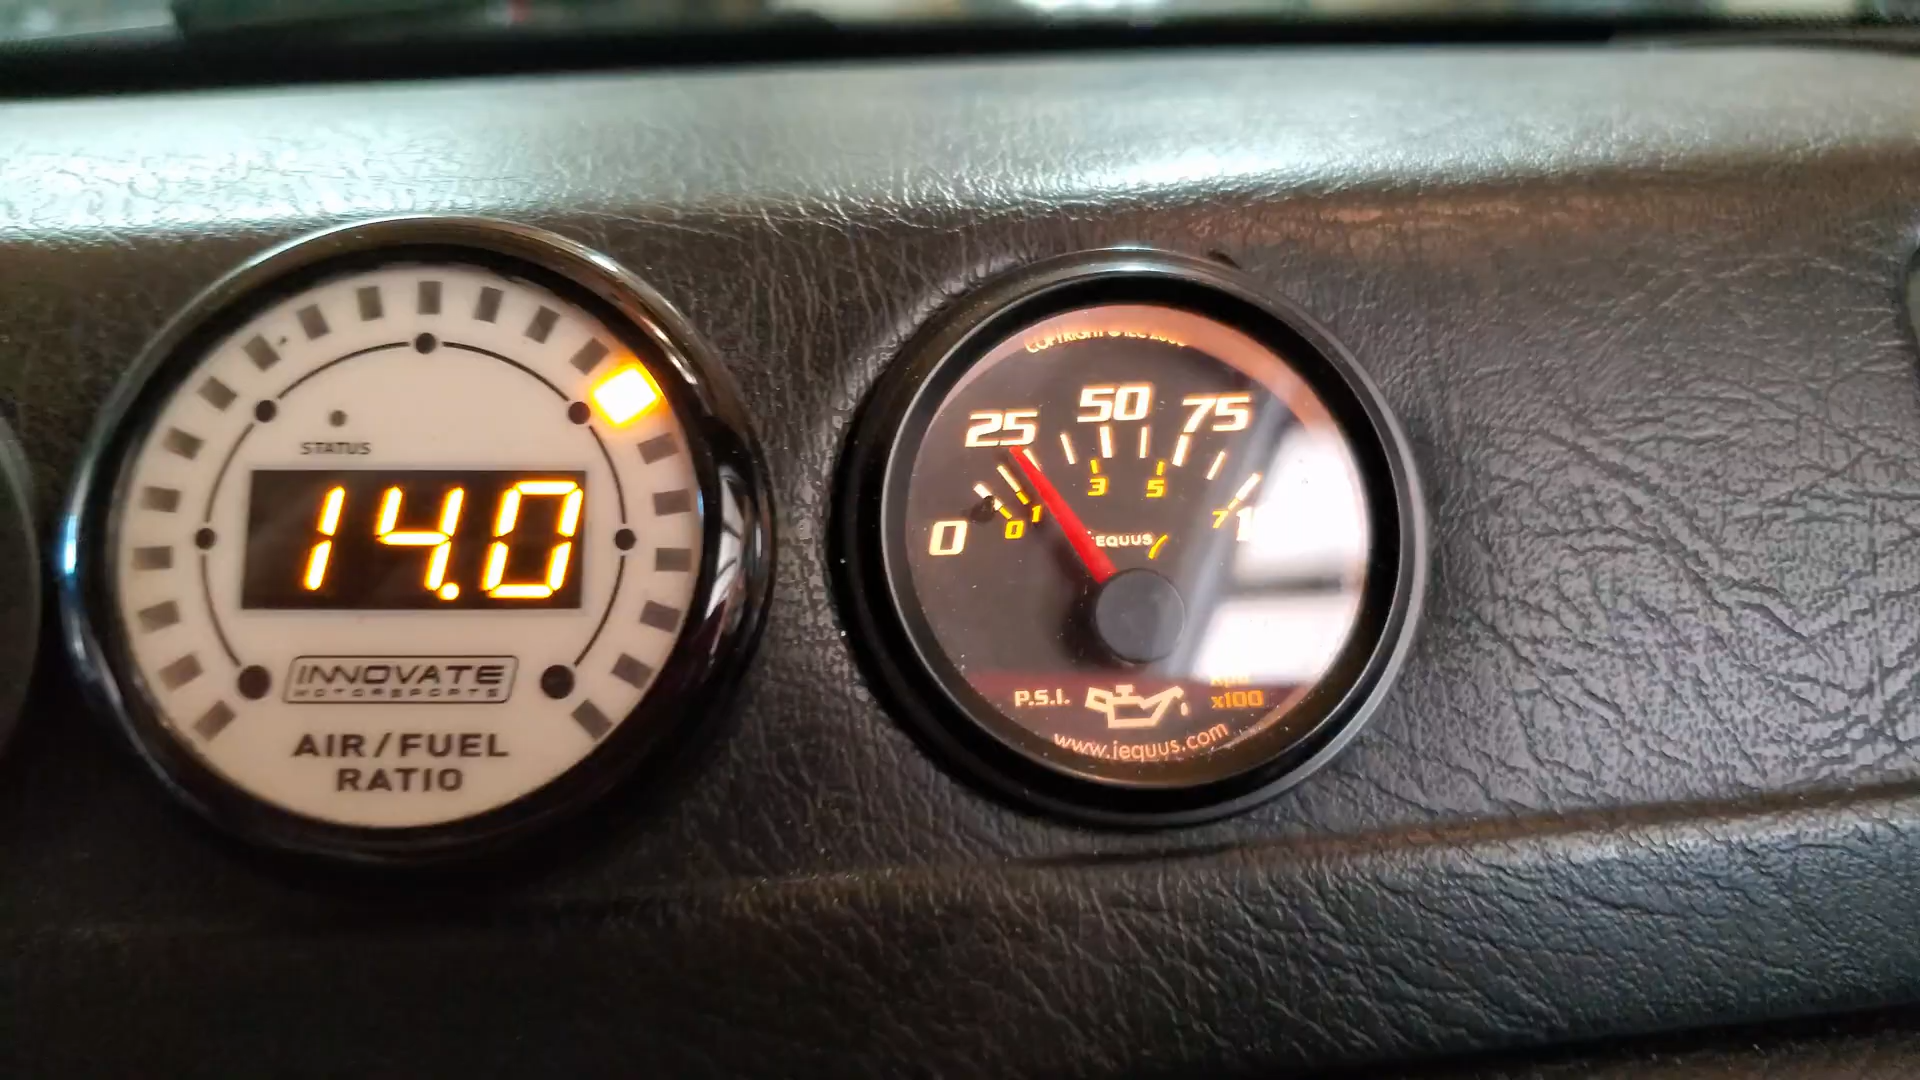 STATUS
14.0
INNOVATE
MOTORSPORTS
AIR/FUEL
RATIO
COPYRIGHT ©
0 25 50 75
0 1 3 5 7
EQUUS
P.S.I.
x100
www.iequus.com